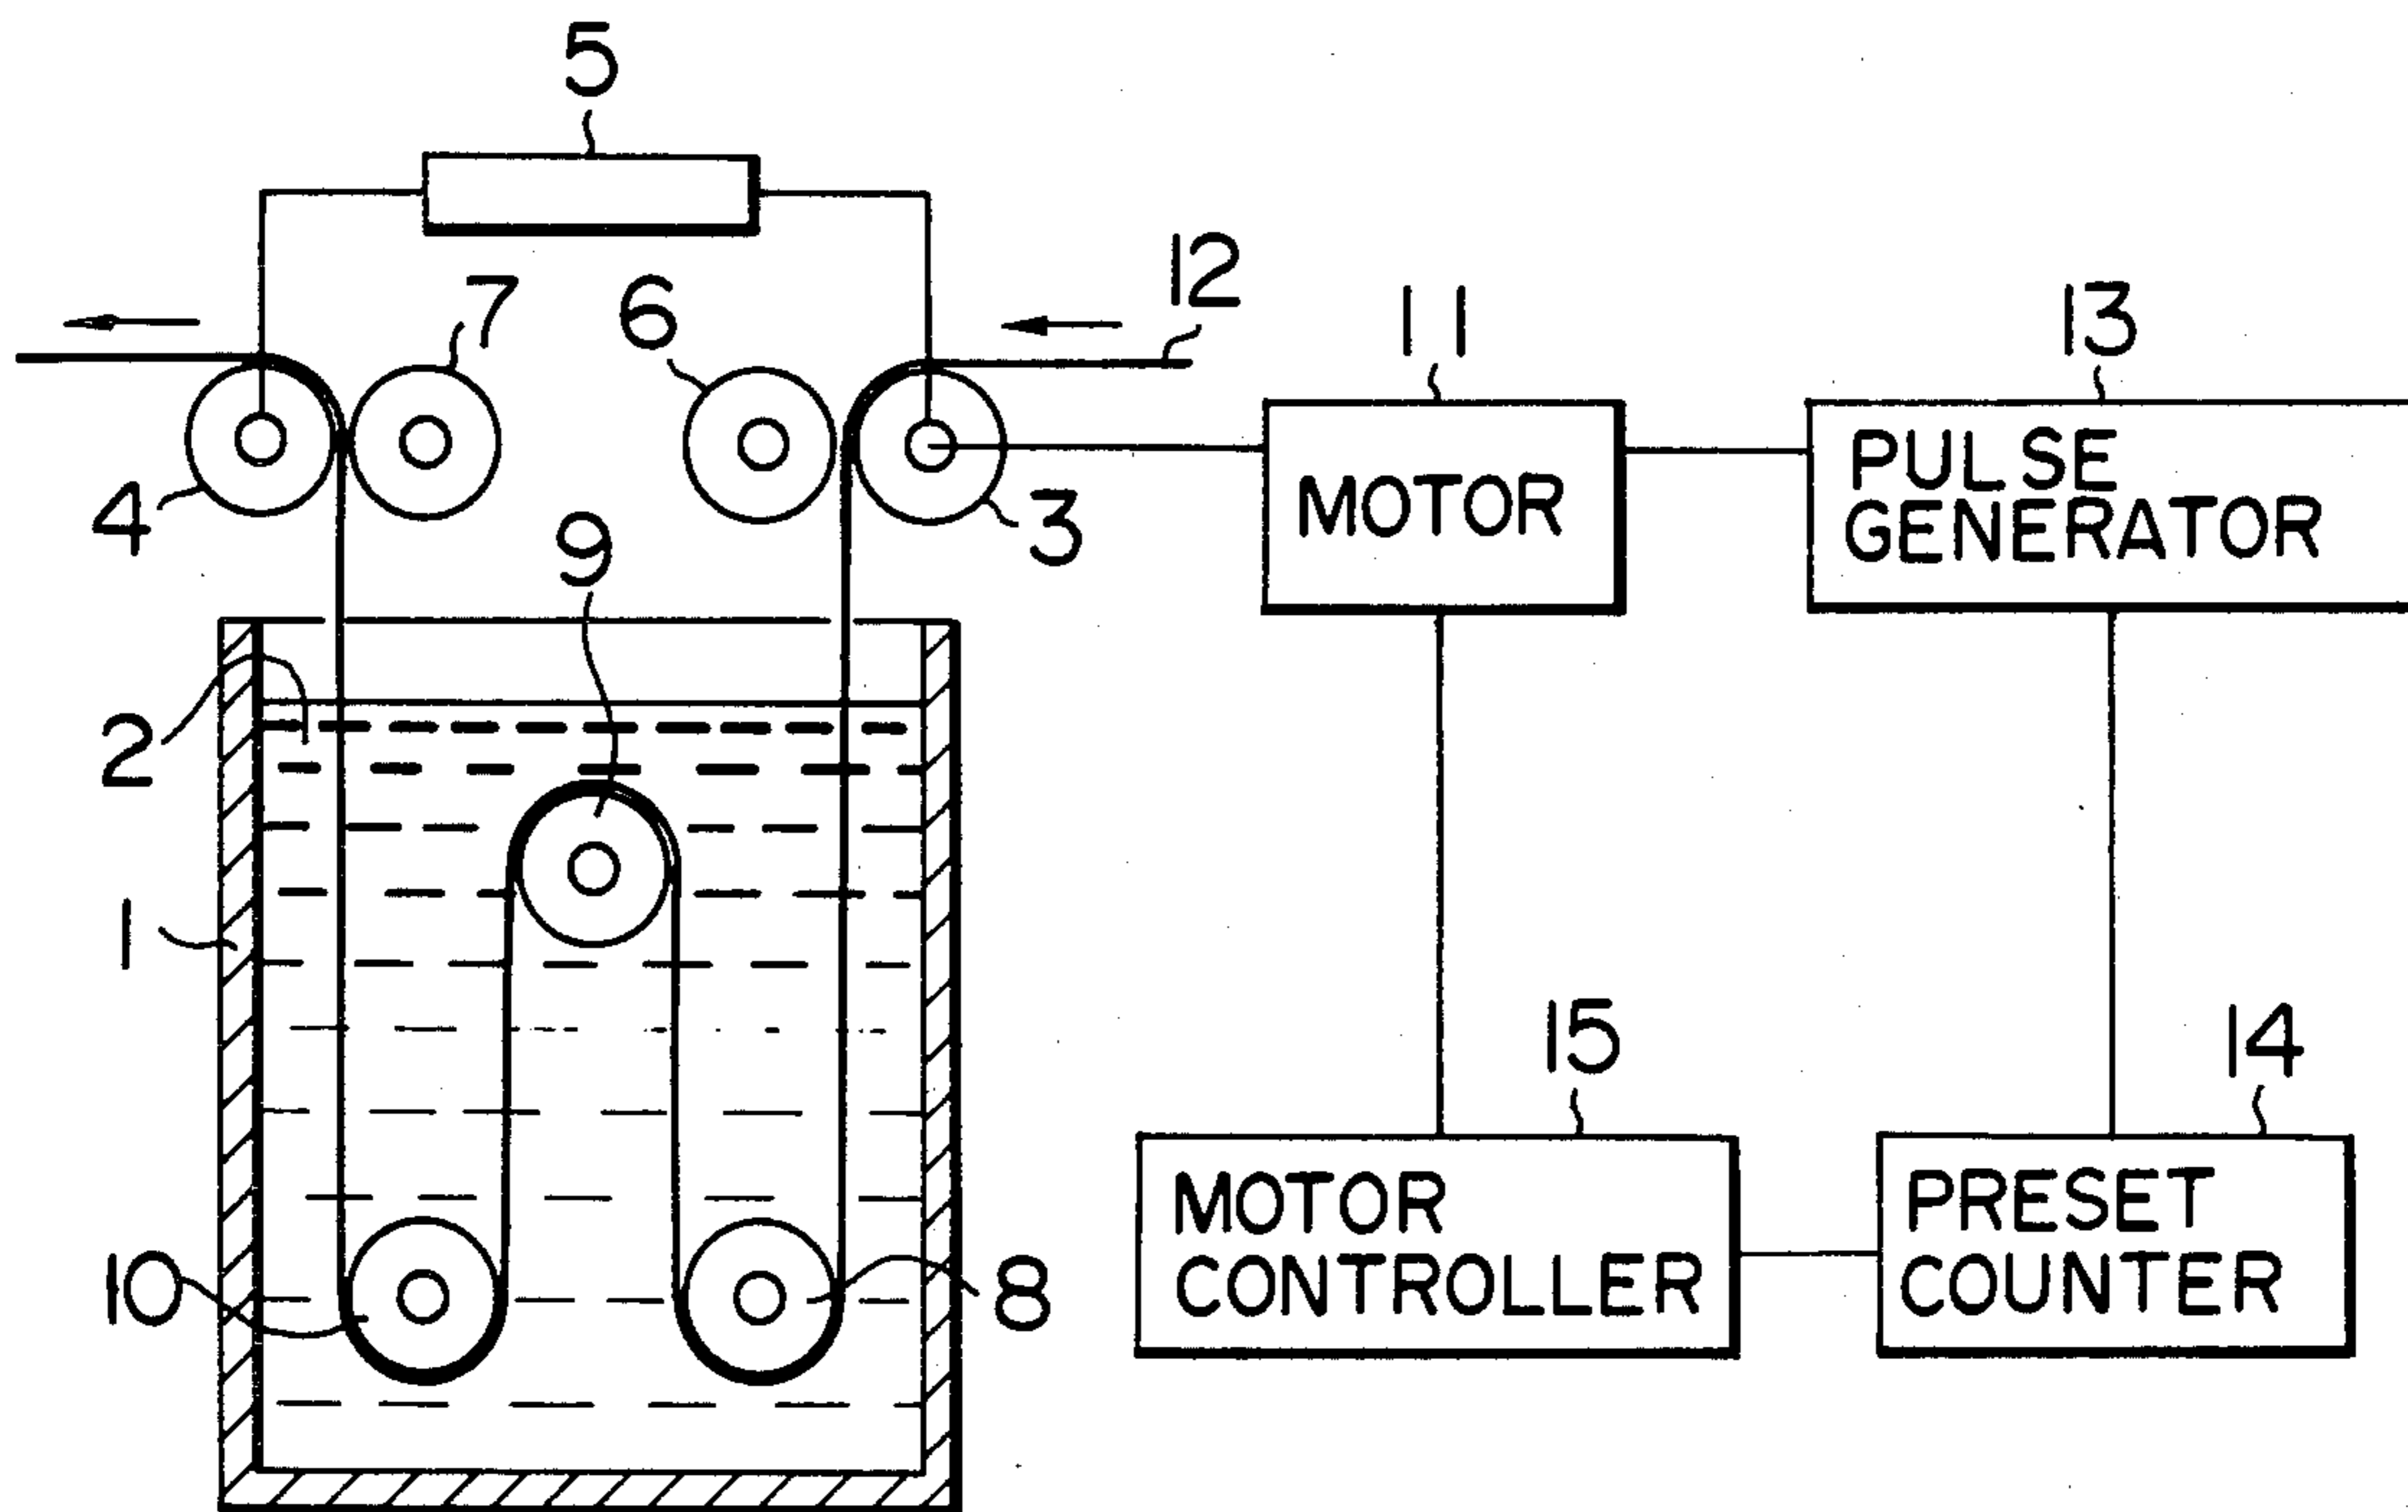 5
12
7
6
11
13
MOTOR
PULSE
GENERATOR
4
3
9
2
1
15
14
MOTOR
CONTROLLER
PRESET
COUNTER
10
8